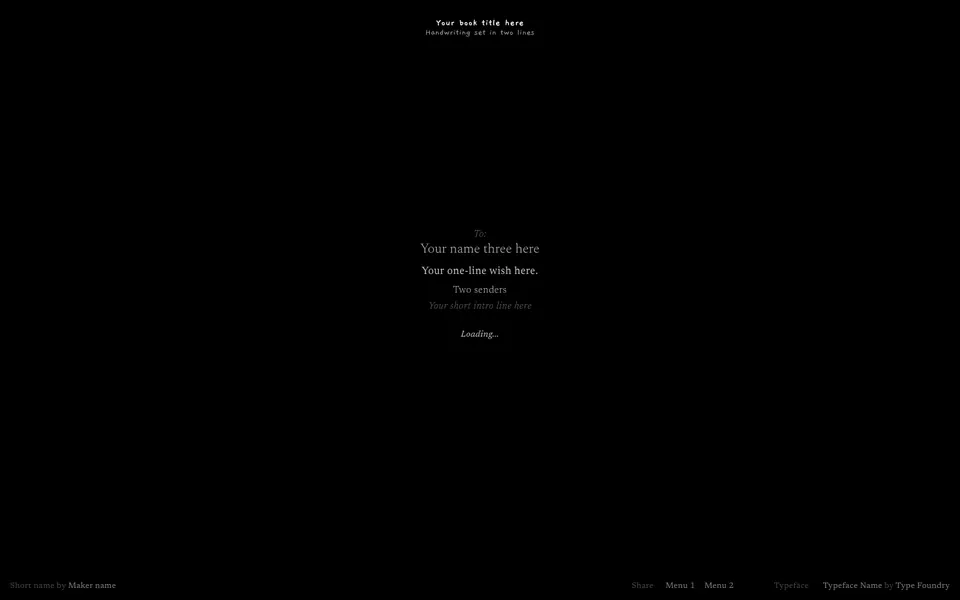 Your book title here
Handwriting set in two lines
To:
Your name three here
Your one-line wish here.
Two senders
Your short intro line here
Loading...
Short name by Maker name
Share Menu 1 Menu 2 Typeface Typeface Name by Type Foundry